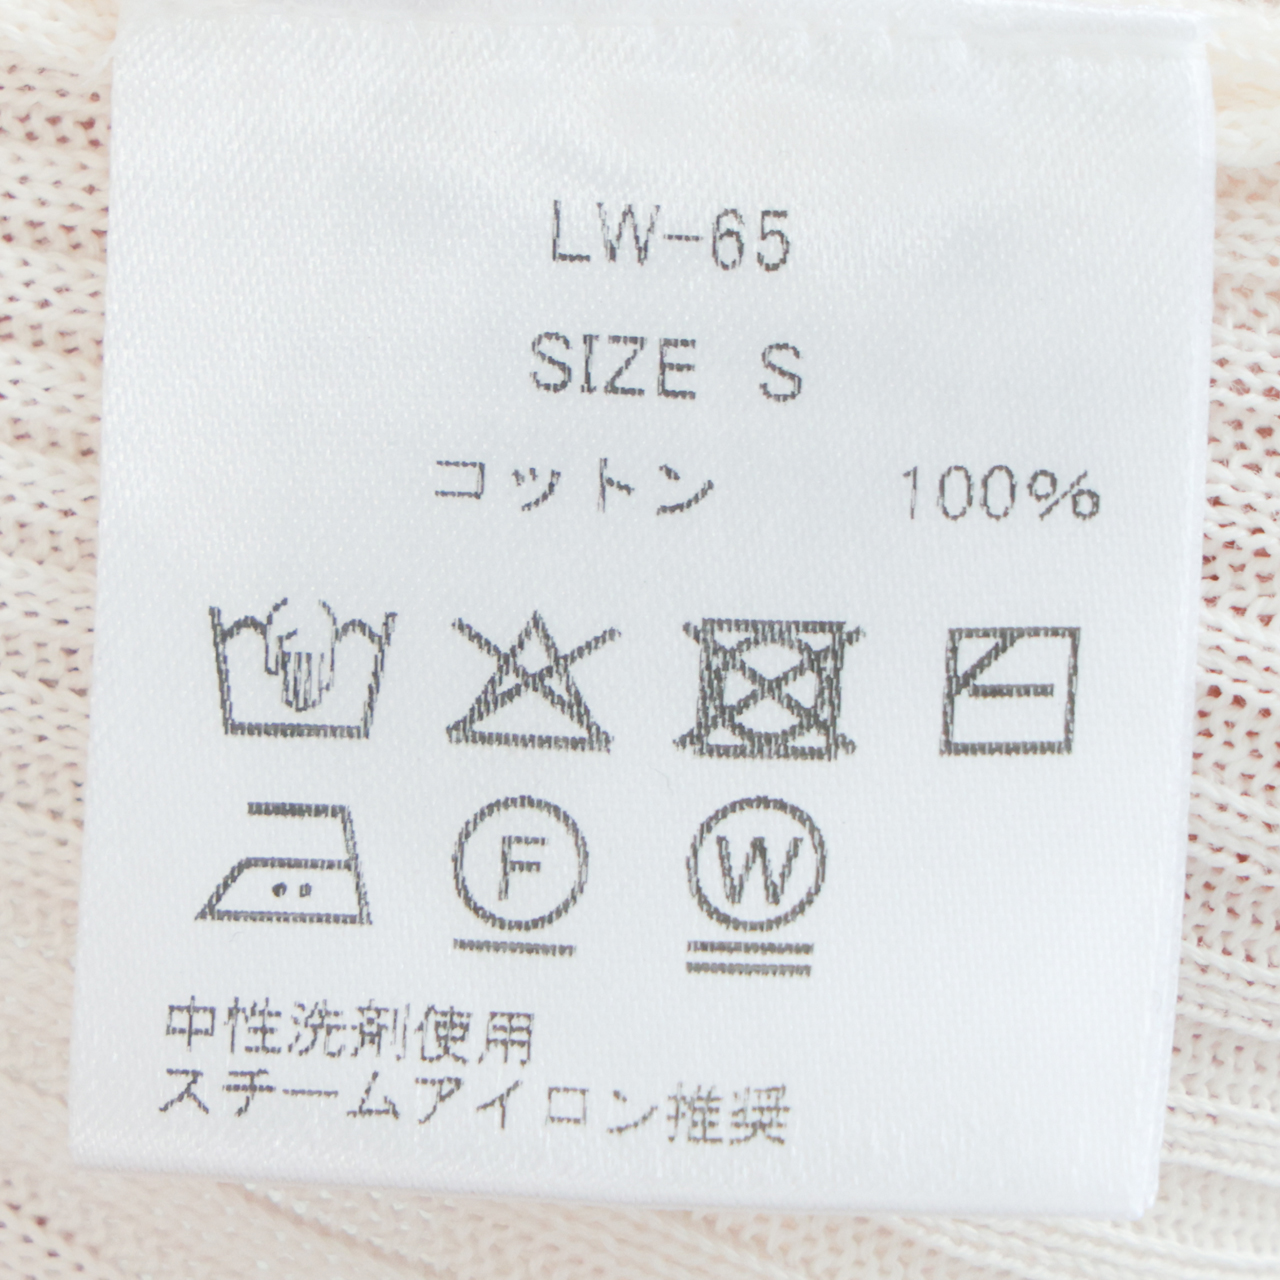 LW-65
SIZE S
コットン 100%
F W
中性洗剤使用
スチームアイロン推奨